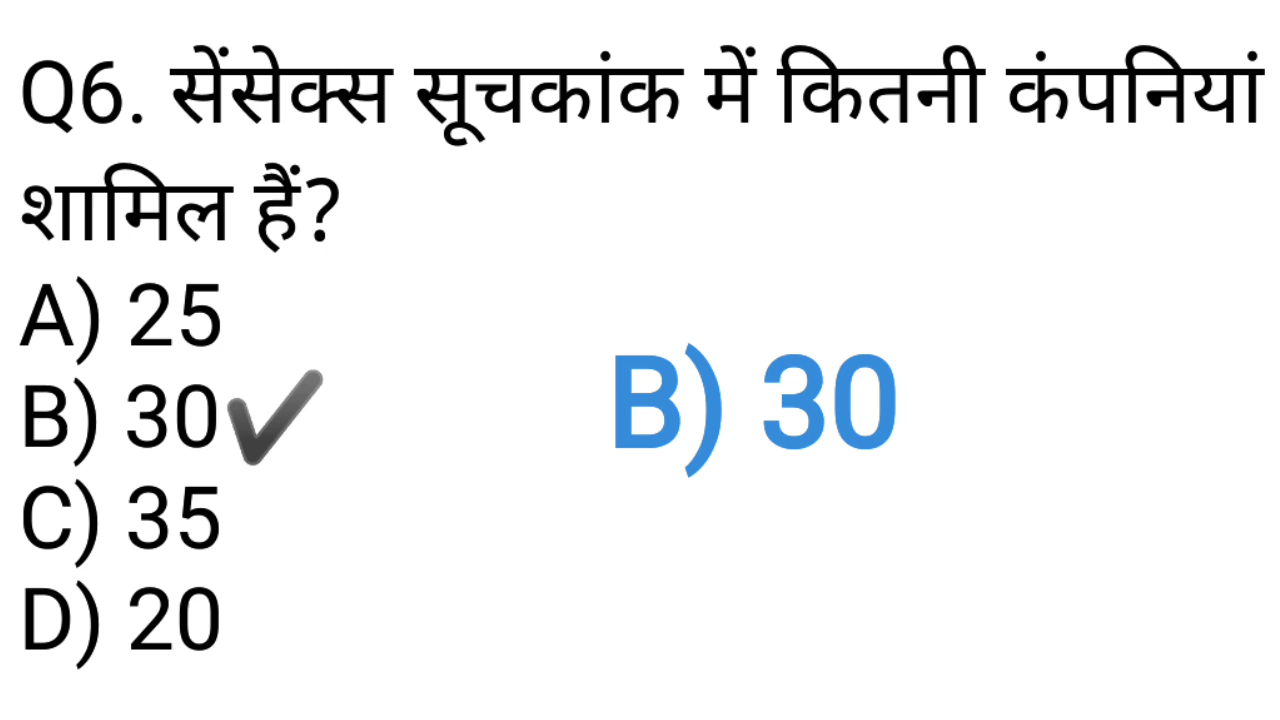 Q6. सेंसेक्स सूचकांक में कितनी कंपनियां
शामिल हैं?
A) 25
B) 30✔
B) 30
C) 35
D) 20